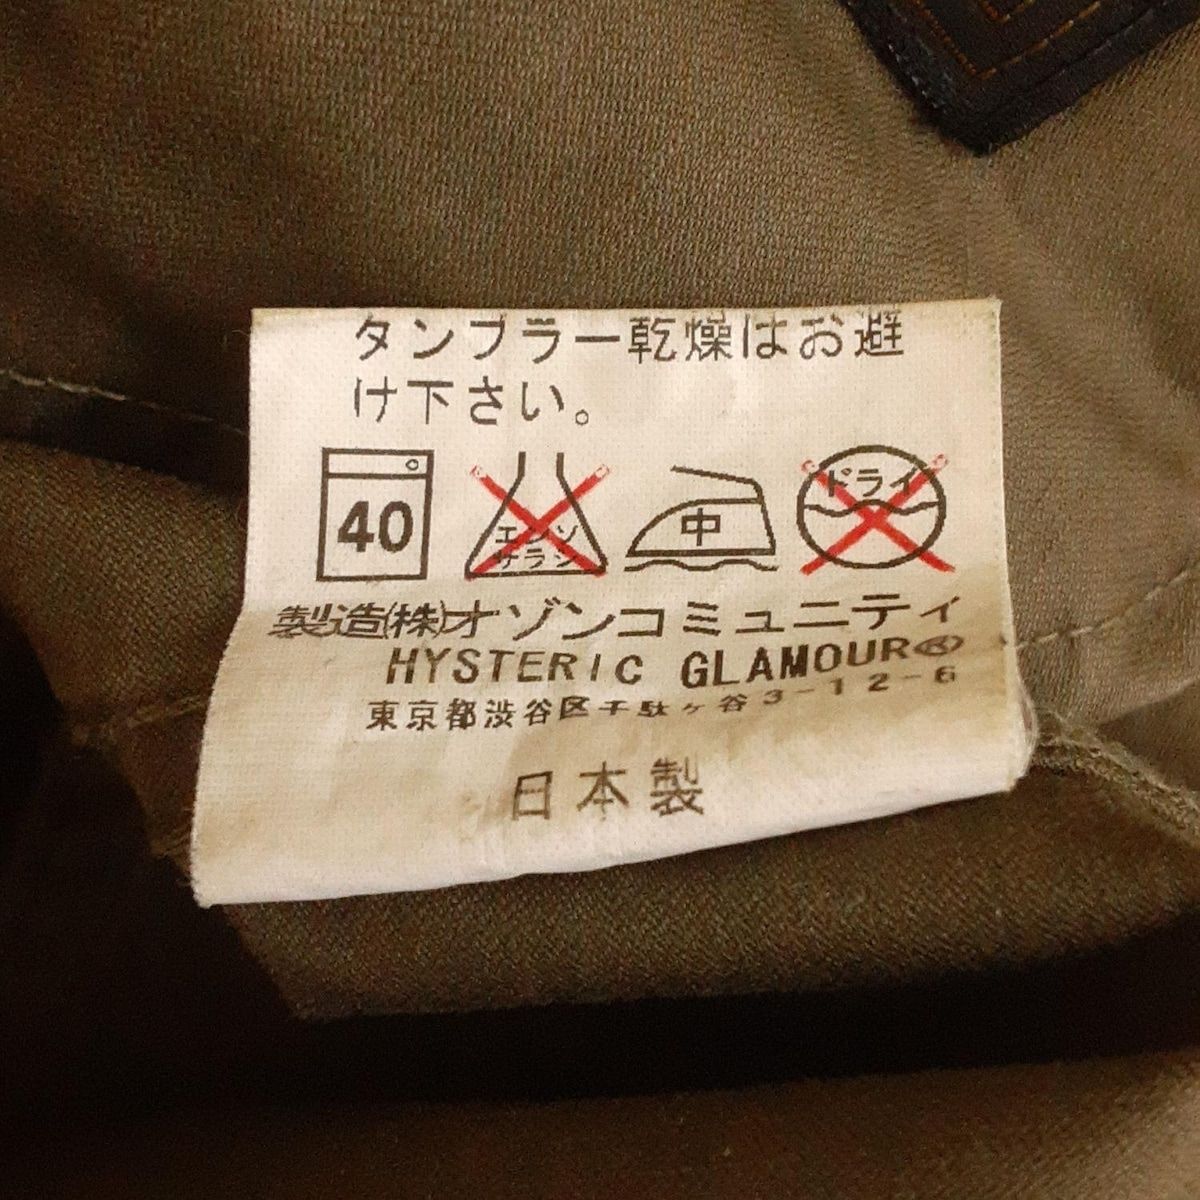 タンブラー乾燥はお避
け下さい。
40
エンソ
サラシ
中
ドライ
製造(株)オゾンコミュニティ
HYSTERIC GLAMOUR®
東京都渋谷区千駄ヶ谷3-12-6
日本製